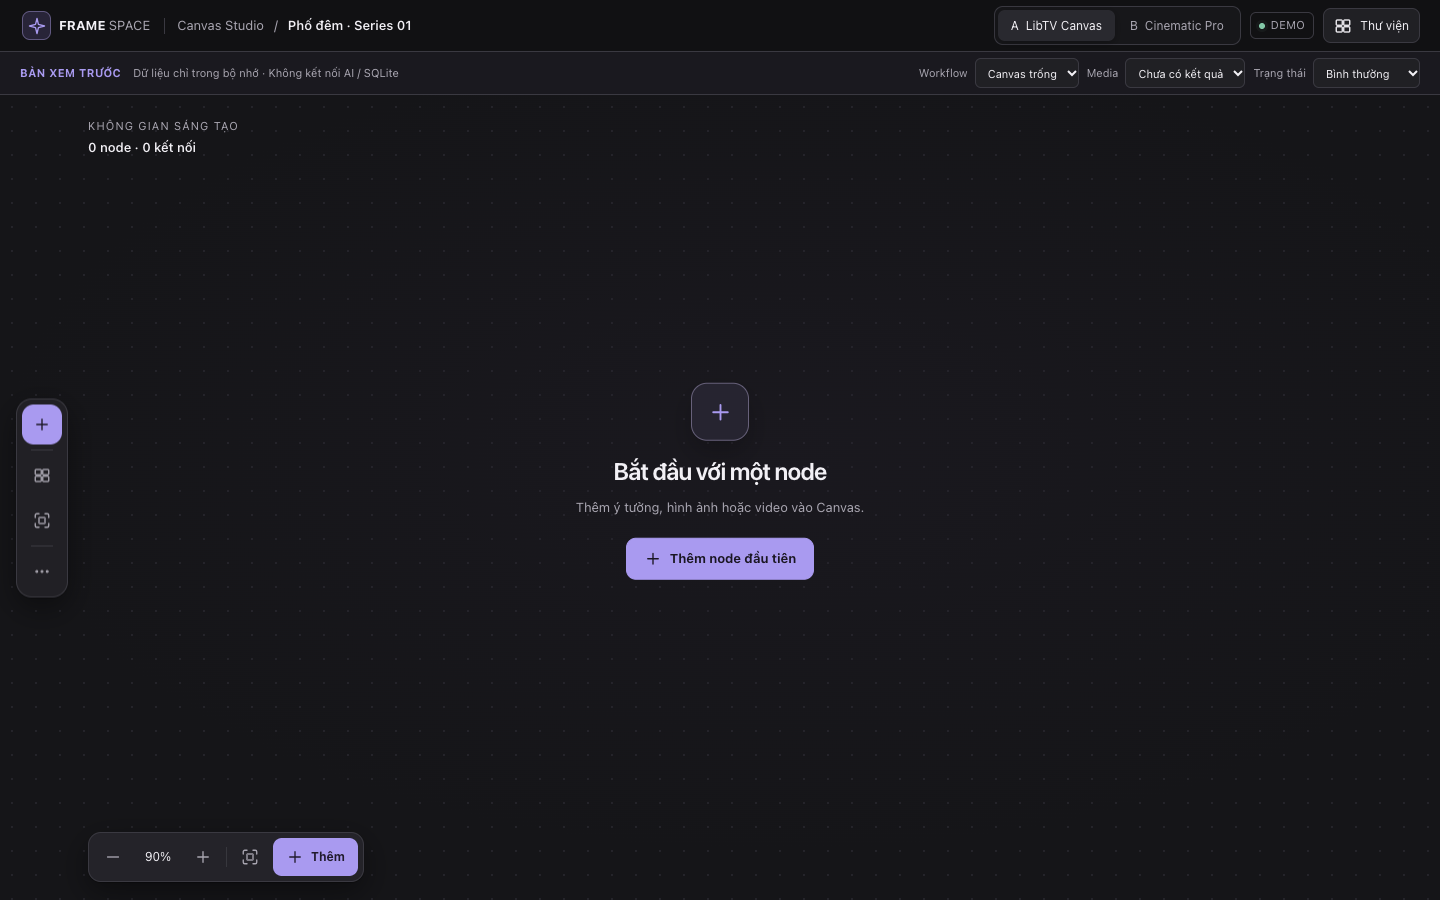 FRAME SPACE
Canvas Studio / Phố đêm · Series 01
A LibTV Canvas
B Cinematic Pro
DEMO
Thư viện
BẢN XEM TRƯỚC
Dữ liệu chỉ trong bộ nhớ · Không kết nối AI / SQLite
Workflow
Canvas trống
Media
Chưa có kết quả
Trạng thái
Bình thường
KHÔNG GIAN SÁNG TẠO
0 node · 0 kết nối
Bắt đầu với một node
Thêm ý tưởng, hình ảnh hoặc video vào Canvas.
Thêm node đầu tiên
90%
Thêm